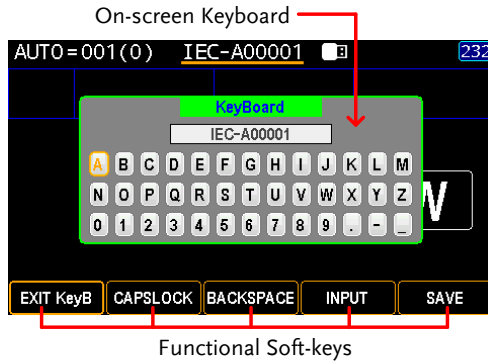 On-screen Keyboard
AUTO=001(0) IEC-A00001 232
KeyBoard
IEC-A00001
A B C D E F G H I J K L M
N O P Q R S T U V W X Y Z
0 1 2 3 4 5 6 7 8 9 . - _
EXIT KeyB CAPSLOCK BACKSPACE INPUT SAVE
Functional Soft-keys